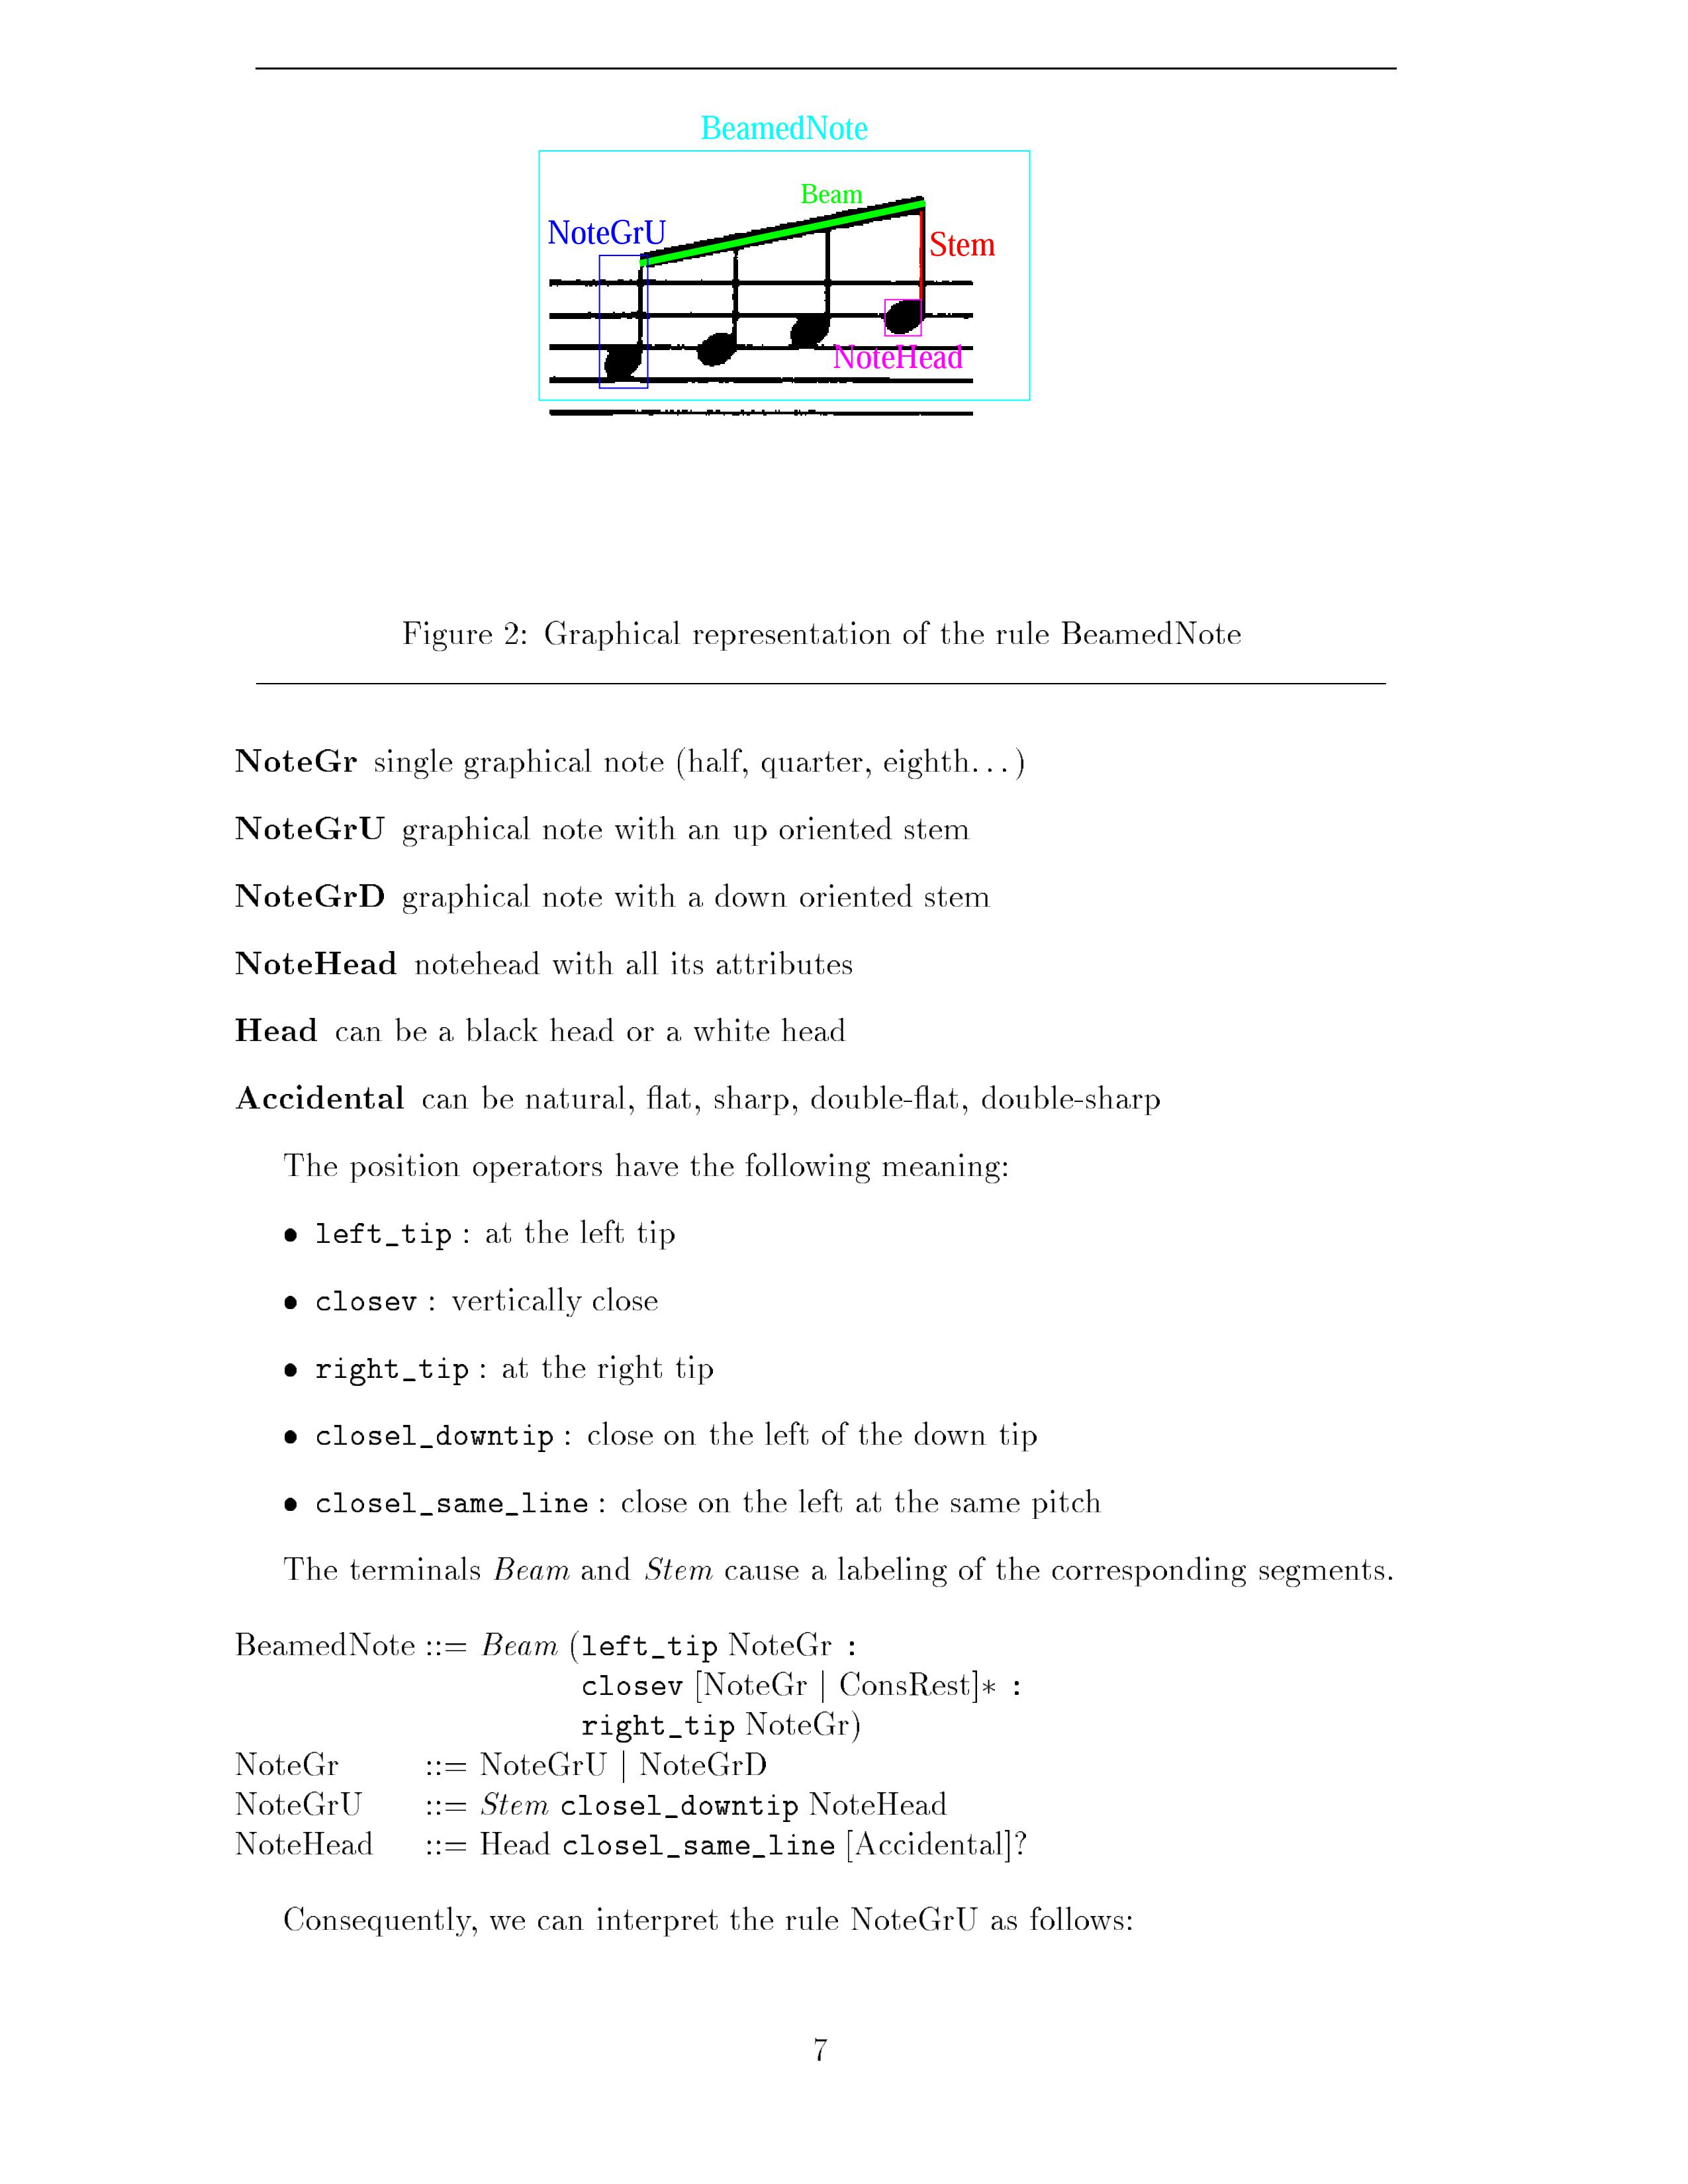 BeamedNote
Beam
NoteGrU
Stem
NoteHead
Figure 2: Graphical representation of the rule BeamedNote
NoteGr single graphical note (half, quarter, eighth...)
NoteGrU graphical note with an up oriented stem
NoteGrD graphical note with a down oriented stem
NoteHead notehead with all its attributes
Head can be a black head or a white head
Accidental can be natural, flat, sharp, double-flat, double-sharp
The position operators have the following meaning:
• left_tip : at the left tip
• closev : vertically close
• right_tip : at the right tip
• closel_downtip : close on the left of the down tip
• closel_same_line : close on the left at the same pitch
The terminals Beam and Stem cause a labeling of the corresponding segments.
BeamedNote ::= Beam (left_tip NoteGr :
closev [NoteGr | ConsRest]* :
right_tip NoteGr)
NoteGr ::= NoteGrU | NoteGrD
NoteGrU ::= Stem closel_downtip NoteHead
NoteHead ::= Head closel_same_line [Accidental]?
Consequently, we can interpret the rule NoteGrU as follows:
7